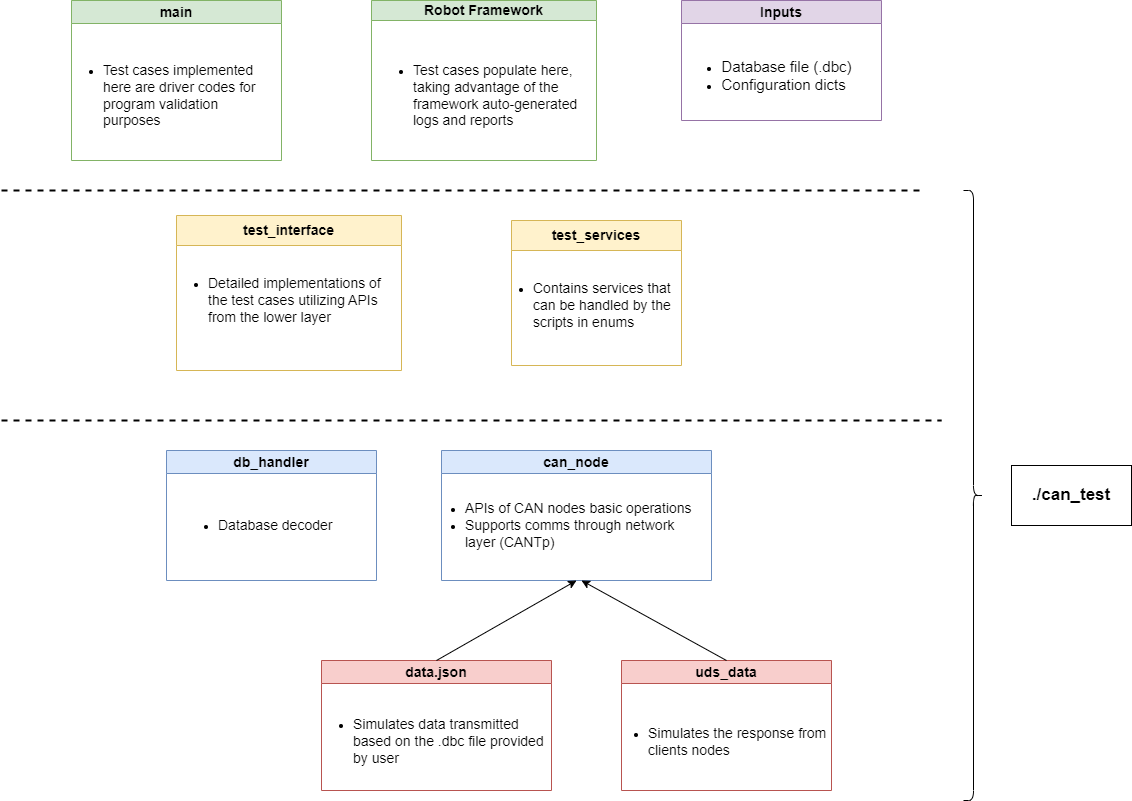 main
Test cases implemented
here are driver codes for
program validation
purposes
Robot Framework
Test cases populate here,
taking advantage of the
framework auto-generated
logs and reports
Inputs
Database file (.dbc)
Configuration dicts
test_interface
Detailed implementations of
the test cases utilizing APIs
from the lower layer
test_services
Contains services that
can be handled by the
scripts in enums
db_handler
Database decoder
can_node
APIs of CAN nodes basic operations
Supports comms through network
layer (CANTp)
./can_test
data.json
Simulates data transmitted
based on the .dbc file provided
by user
uds_data
Simulates the response from
clients nodes